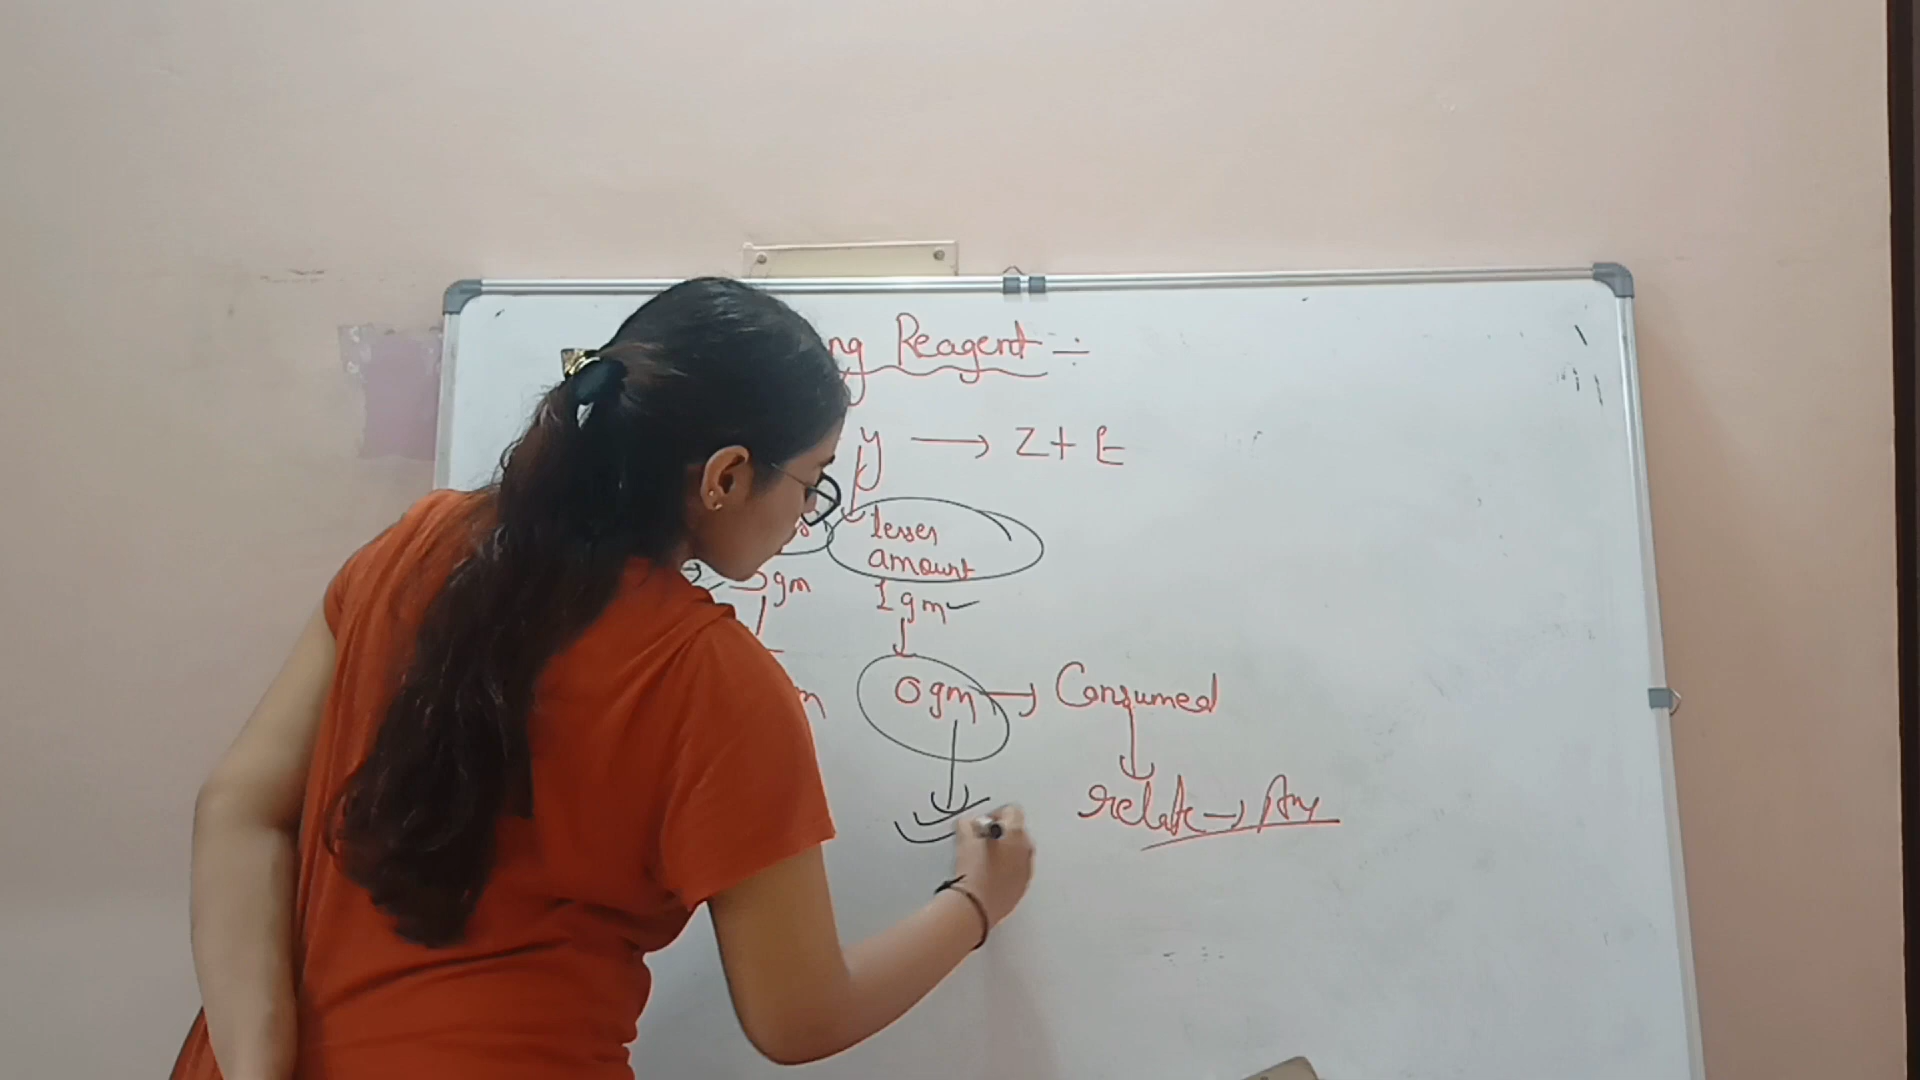 ng Reagent :-
y → Z + E
lesser
amount
gm 1 gm
0 gm → Consumed
relate → Any